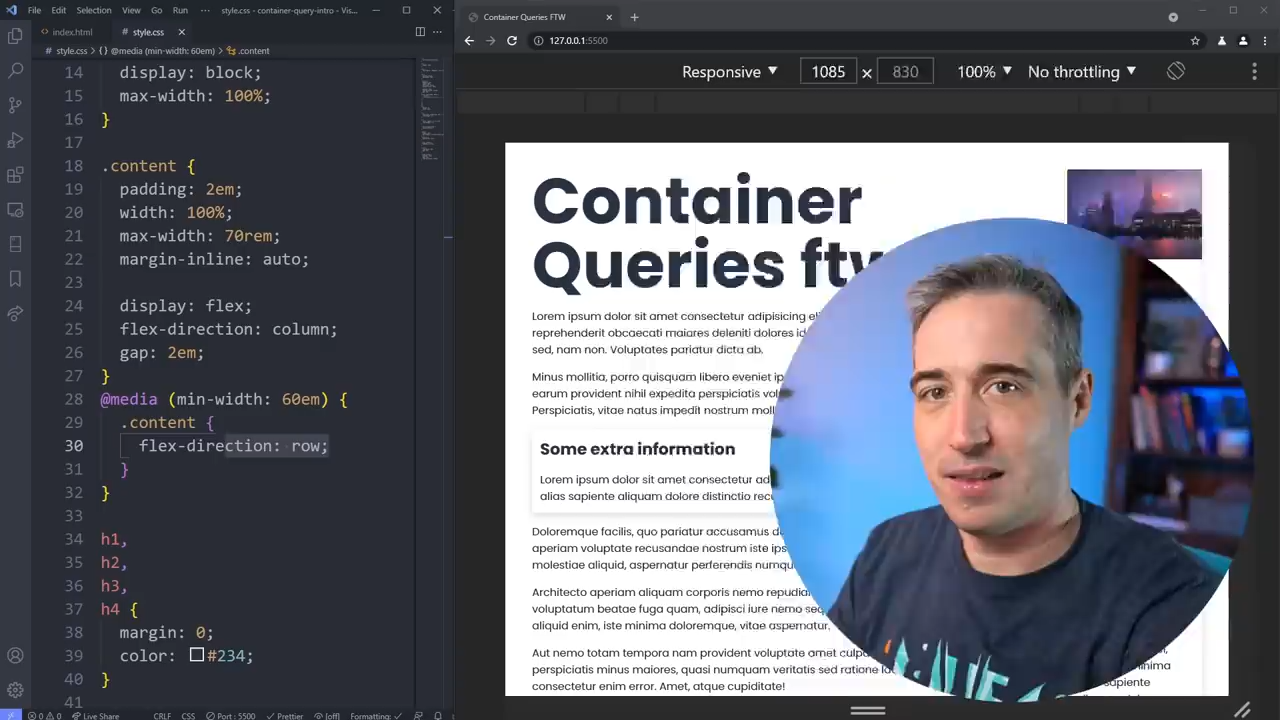 File Edit Selection View Go Run ··· style.css - container-query-intro - Vis...
index.html style.css
style.css > {} @media (min-width: 60em) > .content
14 display: block;
15 max-width: 100%;
16 }
17
18 .content {
19 padding: 2em;
20 width: 100%;
21 max-width: 70rem;
22 margin-inline: auto;
23
24 display: flex;
25 flex-direction: column;
26 gap: 2em;
27 }
28 @media (min-width: 60em) {
29 .content {
30 flex-direction: row;
31 }
32 }
33
34 h1,
35 h2,
36 h3,
37 h4 {
38 margin: 0;
39 color: #234;
40 }
41
0 0 Live Share CRLF CSS Port : 5500 Prettier [off] Formatting: ✓
Container Queries FTW
127.0.0.1:5500
Responsive 1085 × 830 100% No throttling
Container
Queries ftw
Lorem ipsum dolor sit amet consectetur adipisicing
reprehenderit obcaecati maiores deleniti dolores
sed, nam non. Voluptates pariatur dicta ab.
Minus mollitia, porro quisquam libero eveniet
earum provident nihil expedita perspiciatis
Perspiciatis, vitae natus impedit nostrum
Some extra information
Lorem ipsum dolor sit amet consectetur
alias sapiente aliquam dolore distinctio
Doloremque facilis, quo pariatur accusamus
aperiam voluptate recusandae nostrum iste
molestiae aliquid, aspernatur perferendis
Architecto aperiam aliquam corporis nemo
voluptatum beatae fuga quam, adipisci iure nemo
aliquid enim, iste minima doloremque, vitae aspernatur,
Aut nemo totam tempora nam provident voluptate amet
perspiciatis minus maiores, quasi numquam veritatis sed ratione
consectetur enim error. Amet, atque cupiditate!
sapiente